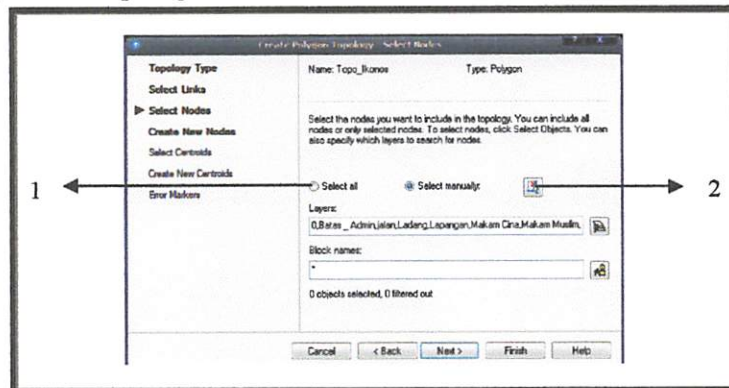 Create Polygon Topology - Select Nodes
Topology Type
Select Links
Select Nodes
Create New Nodes
Select Centroids
Create New Centroids
Error Markers
Name: Topo_Ikonos Type: Polygon
Select the nodes you want to include in the topology. You can include all
nodes or only selected nodes. To select nodes, click Select Objects. You can
also specify which layers to search for nodes.
1 Select all Select manually: 2
Layers:
0,Batas _ Admin,jalan,Ladang,Lapangan,Makam Cina,Makam Muslim,
Block names:
*
0 objects selected, 0 filtered out
Cancel < Back Next > Finish Help